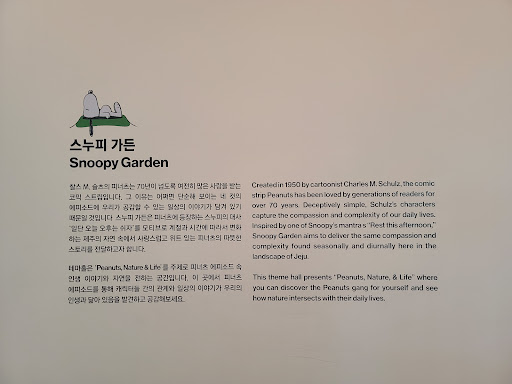 스누피 가든
Snoopy Garden
찰스 M. 슐츠의 피너츠는 70년이 넘도록 여전히 많은 사랑을 받는
코믹 스트립입니다. 그 이유는 어쩌면 단순해 보이는 네 컷의
에피소드에 우리가 공감할 수 있는 일상의 이야기가 담겨 있기
때문일 것입니다. 스누피 가든은 피너츠에 등장하는 스누피의 대사
'일단 오늘 오후는 쉬자'를 모티브로 계절과 시간에 따라서 변화
하는 제주의 자연 속에서 사랑스럽고 위트 있는 피너츠의 따뜻한
스토리를 전달하고자 합니다.
테마홀은 'Peanuts, Nature & Life'를 주제로 피너츠 에피소드 속
인생 이야기와 자연을 전하는 공간입니다. 이 곳에서 피너츠
에피소드를 통해 캐릭터들 간의 관계와 일상의 이야기가 우리의
인생과 닮아 있음을 발견하고 공감해보세요.
Created in 1950 by cartoonist Charles M. Schulz, the comic
strip Peanuts has been loved by generations of readers for
over 70 years. Deceptively simple, Schulz's characters
capture the compassion and complexity of our daily lives.
Inspired by one of Snoopy's mantra's "Rest this afternoon,"
Snoopy Garden aims to deliver the same compassion and
complexity found seasonally and diurnally here in the
landscape of Jeju.
This theme hall presents "Peanuts, Nature, & Life" where
you can discover the Peanuts gang for yourself and see
how nature intersects with their daily lives.